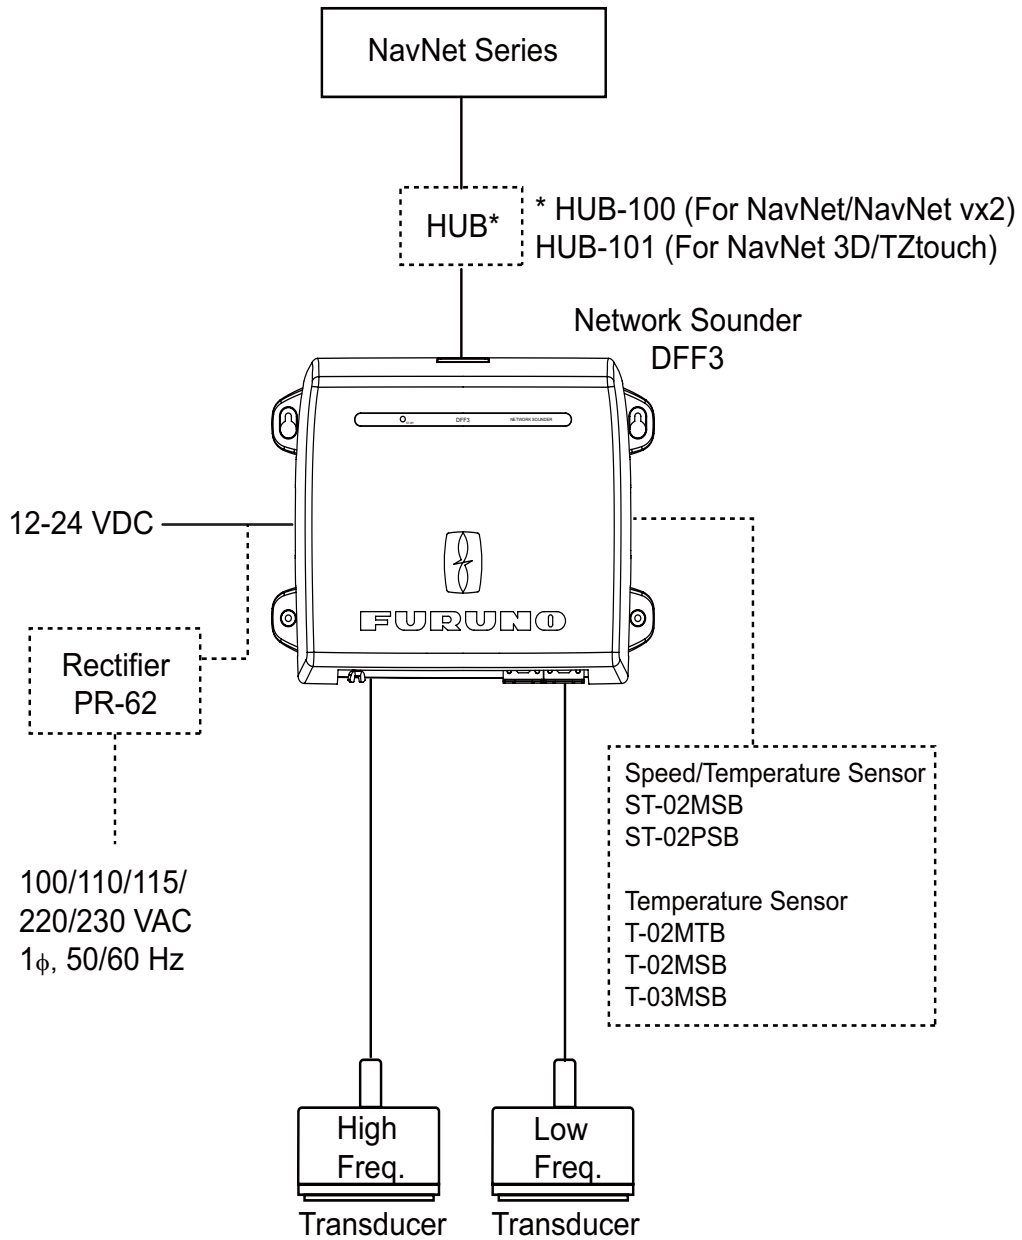 NavNet Series
HUB*
* HUB-100 (For NavNet/NavNet vx2)
HUB-101 (For NavNet 3D/TZtouch)
Network Sounder
DFF3
DFF3
NETWORK SOUNDER
12-24 VDC
FURUNO
Rectifier
PR-62
100/110/115/
220/230 VAC
1ϕ, 50/60 Hz
Speed/Temperature Sensor
ST-02MSB
ST-02PSB
Temperature Sensor
T-02MTB
T-02MSB
T-03MSB
High
Freq.
Transducer
Low
Freq.
Transducer